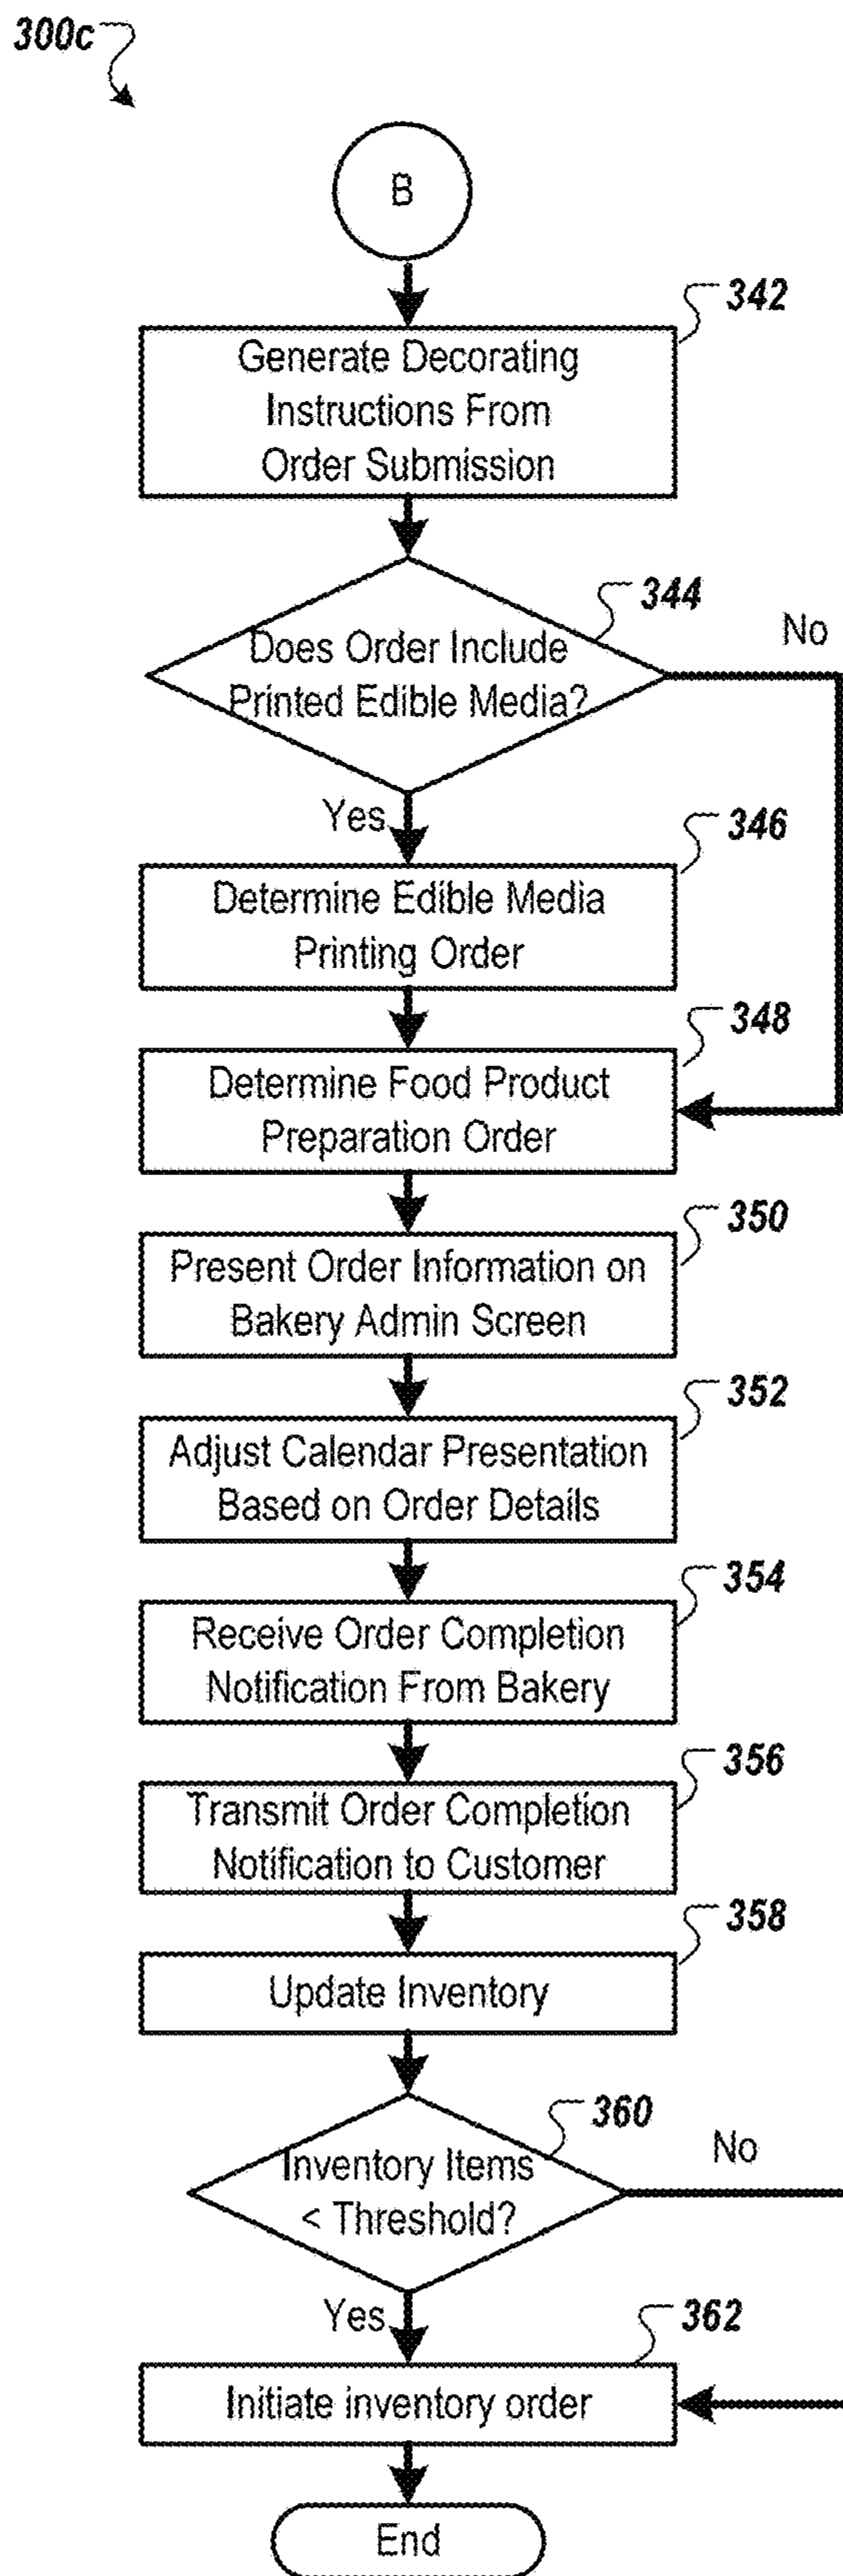 300c
B
342
Generate Decorating
Instructions From
Order Submission
344
No
Does Order Include
Printed Edible Media?
Yes
346
Determine Edible Media
Printing Order
348
Determine Food Product
Preparation Order
350
Present Order Information on
Bakery Admin Screen
352
Adjust Calendar Presentation
Based on Order Details
354
Receive Order Completion
Notification From Bakery
356
Transmit Order Completion
Notification to Customer
358
Update Inventory
360
No
Inventory Items
< Threshold?
Yes
362
Initiate inventory order
End